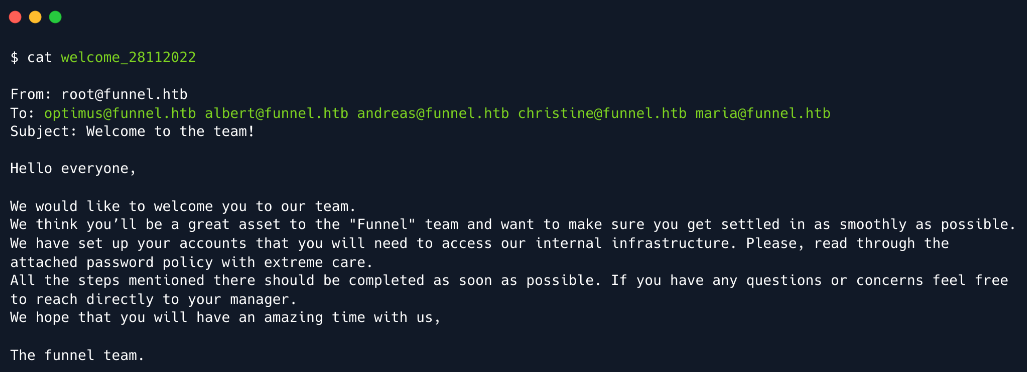 $ cat welcome_28112022
From: root@funnel.htb
To: optimus@funnel.htb albert@funnel.htb andreas@funnel.htb christine@funnel.htb maria@funnel.htb
Subject: Welcome to the team!
Hello everyone,
We would like to welcome you to our team.
We think you’ll be a great asset to the "Funnel" team and want to make sure you get settled in as smoothly as possible.
We have set up your accounts that you will need to access our internal infrastructure. Please, read through the
attached password policy with extreme care.
All the steps mentioned there should be completed as soon as possible. If you have any questions or concerns feel free
to reach directly to your manager.
We hope that you will have an amazing time with us,
The funnel team.